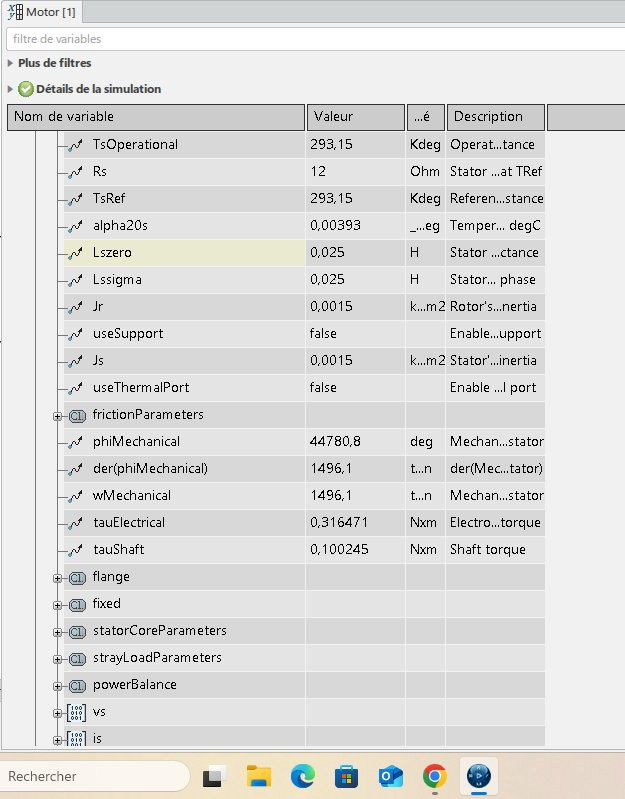 Motor [1]
filtre de variables
Plus de filtres
Détails de la simulation
Nom de variable Valeur ...é Description
TsOperational 293,15 Kdeg Operat...tance
Rs 12 Ohm Stator ...at TRef
TsRef 293,15 Kdeg Referen...stance
alpha20s 0,00393 _...eg Temper... degC
Lszero 0,025 H Stator ...ctance
Lssigma 0,025 H Stator... phase
Jr 0,0015 k...m2 Rotor's...nertia
useSupport false Enable...upport
Js 0,0015 k...m2 Stator'...inertia
useThermalPort false Enable ...l port
frictionParameters
phiMechanical 44780,8 deg Mechan...stator
der(phiMechanical) 1496,1 t...n der(Mec...tator)
wMechanical 1496,1 t...n Mechan...stator
tauElectrical 0,316471 Nxm Electro...torque
tauShaft 0,100245 Nxm Shaft torque
flange
fixed
statorCoreParameters
strayLoadParameters
powerBalance
vs
is
Rechercher